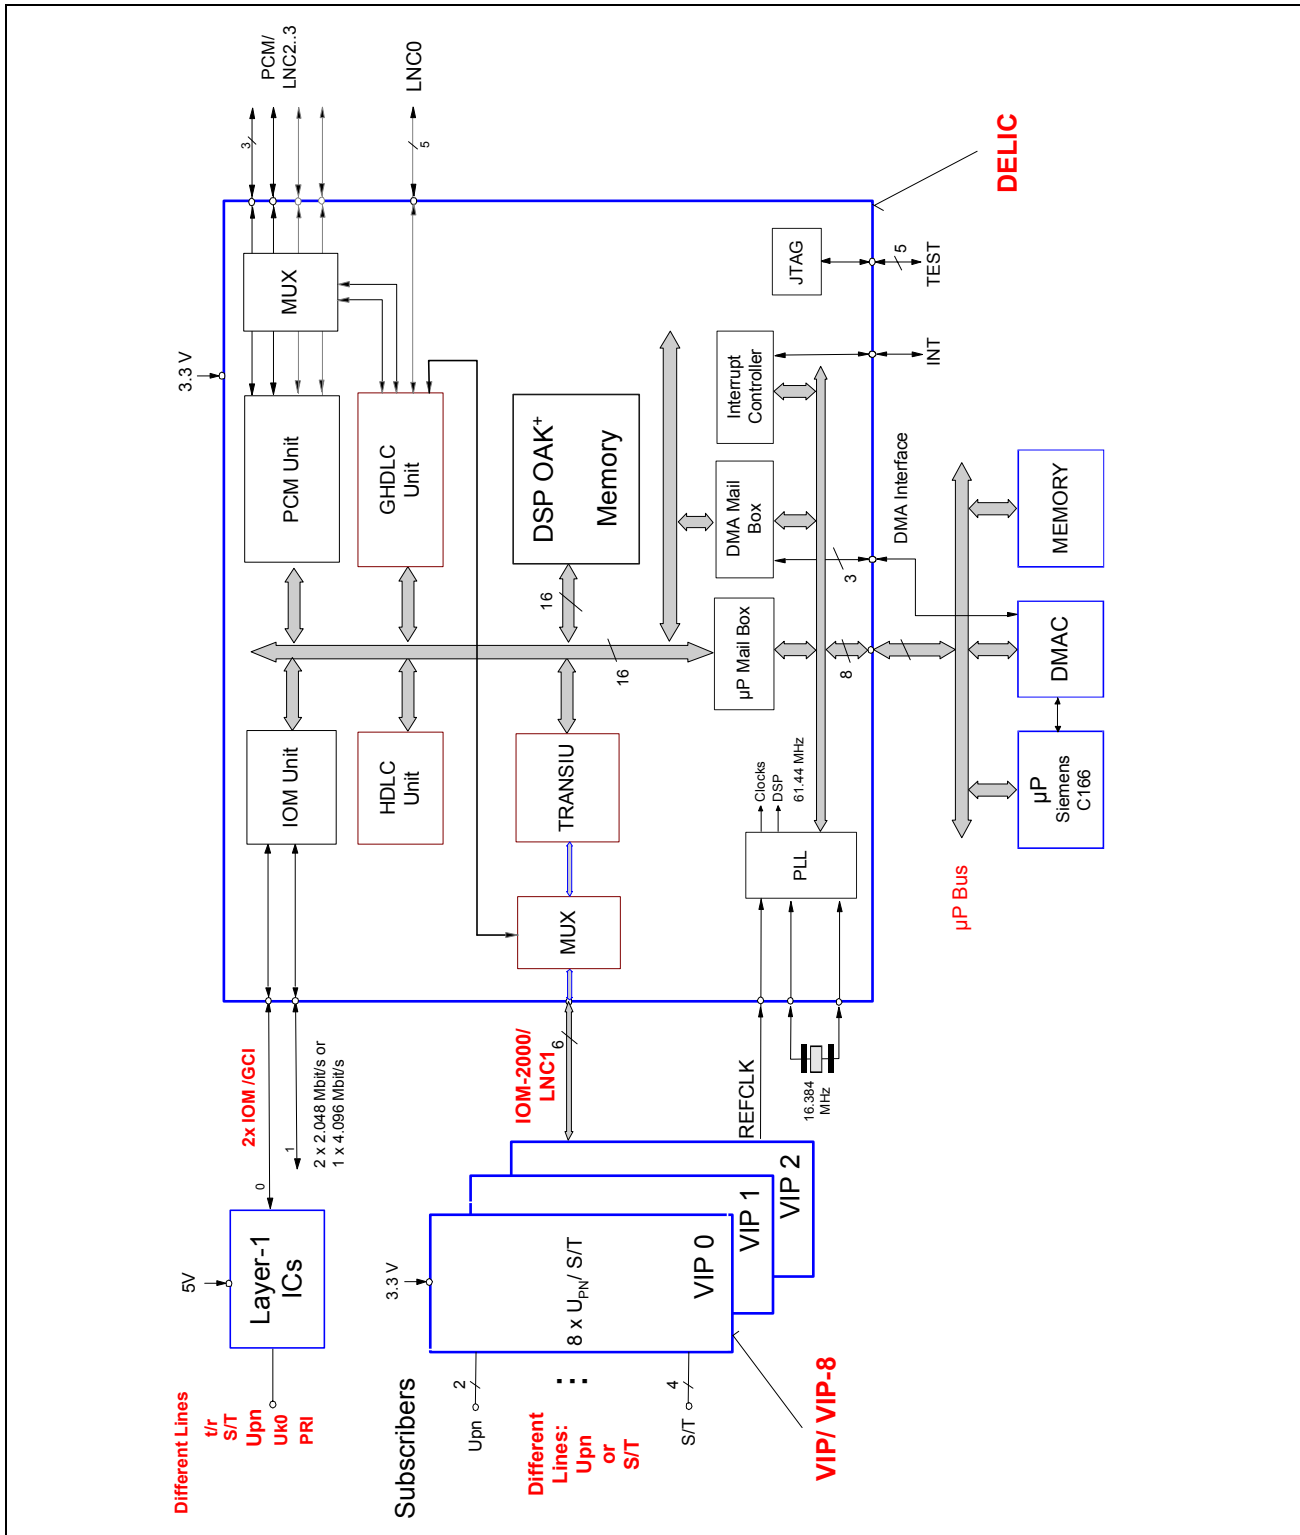 Different Lines
t/r
S/T
Upn
Uk0
PRI
5V
Layer-1
ICs
2x IOM /GCI
0
1
2 x 2.048 Mbit/s or
1 x 4.096 Mbit/s
3.3 V
IOM Unit
PCM Unit
MUX
3
PCM/
LNC2..3
LNC0
5
HDLC
Unit
GHDLC
Unit
Subscribers
Upn
2
Different
Lines:
Upn
or
S/T
...
S/T
4
3.3 V
8 x UPN/ S/T
VIP 0
VIP 1
VIP 2
VIP/ VIP-8
IOM-2000/
LNC1
6
MUX
TRANSIU
16
16
DSP OAK+
Memory
REFCLK
16.384
MHz
PLL
Clocks
DSP
61.44 MHz
µP Mail Box
DMA Mail
Box
Interrupt
Controller
JTAG
8
3
DMA Interface
INT
5
TEST
DELIC
µP Bus
µP
Siemens
C166
DMAC
MEMORY